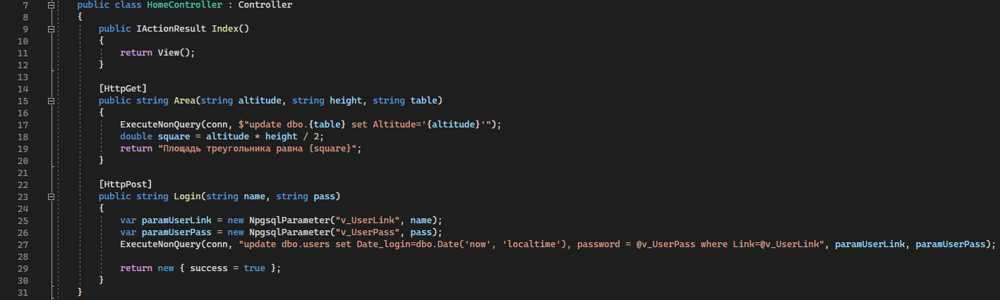 7 public class HomeController : Controller
8 {
9 public IActionResult Index()
10 {
11 return View();
12 }
13
14 [HttpGet]
15 public string Area(string altitude, string height, string table)
16 {
17 ExecuteNonQuery(conn, $"update dbo.{table} set Altitude='{altitude}'");
18 double square = altitude * height / 2;
19 return "Площадь треугольника равна {square}";
20 }
21
22 [HttpPost]
23 public string Login(string name, string pass)
24 {
25 var paramUserLink = new NpgsqlParameter("v_UserLink", name);
26 var paramUserPass = new NpgsqlParameter("v_UserPass", pass);
27 ExecuteNonQuery(conn, "update dbo.users set Date_login=dbo.Date('now', 'localtime'), password = @v_UserPass where Link=@v_UserLink", paramUserLink, paramUserPass);
28
29 return new { success = true };
30 }
31 }